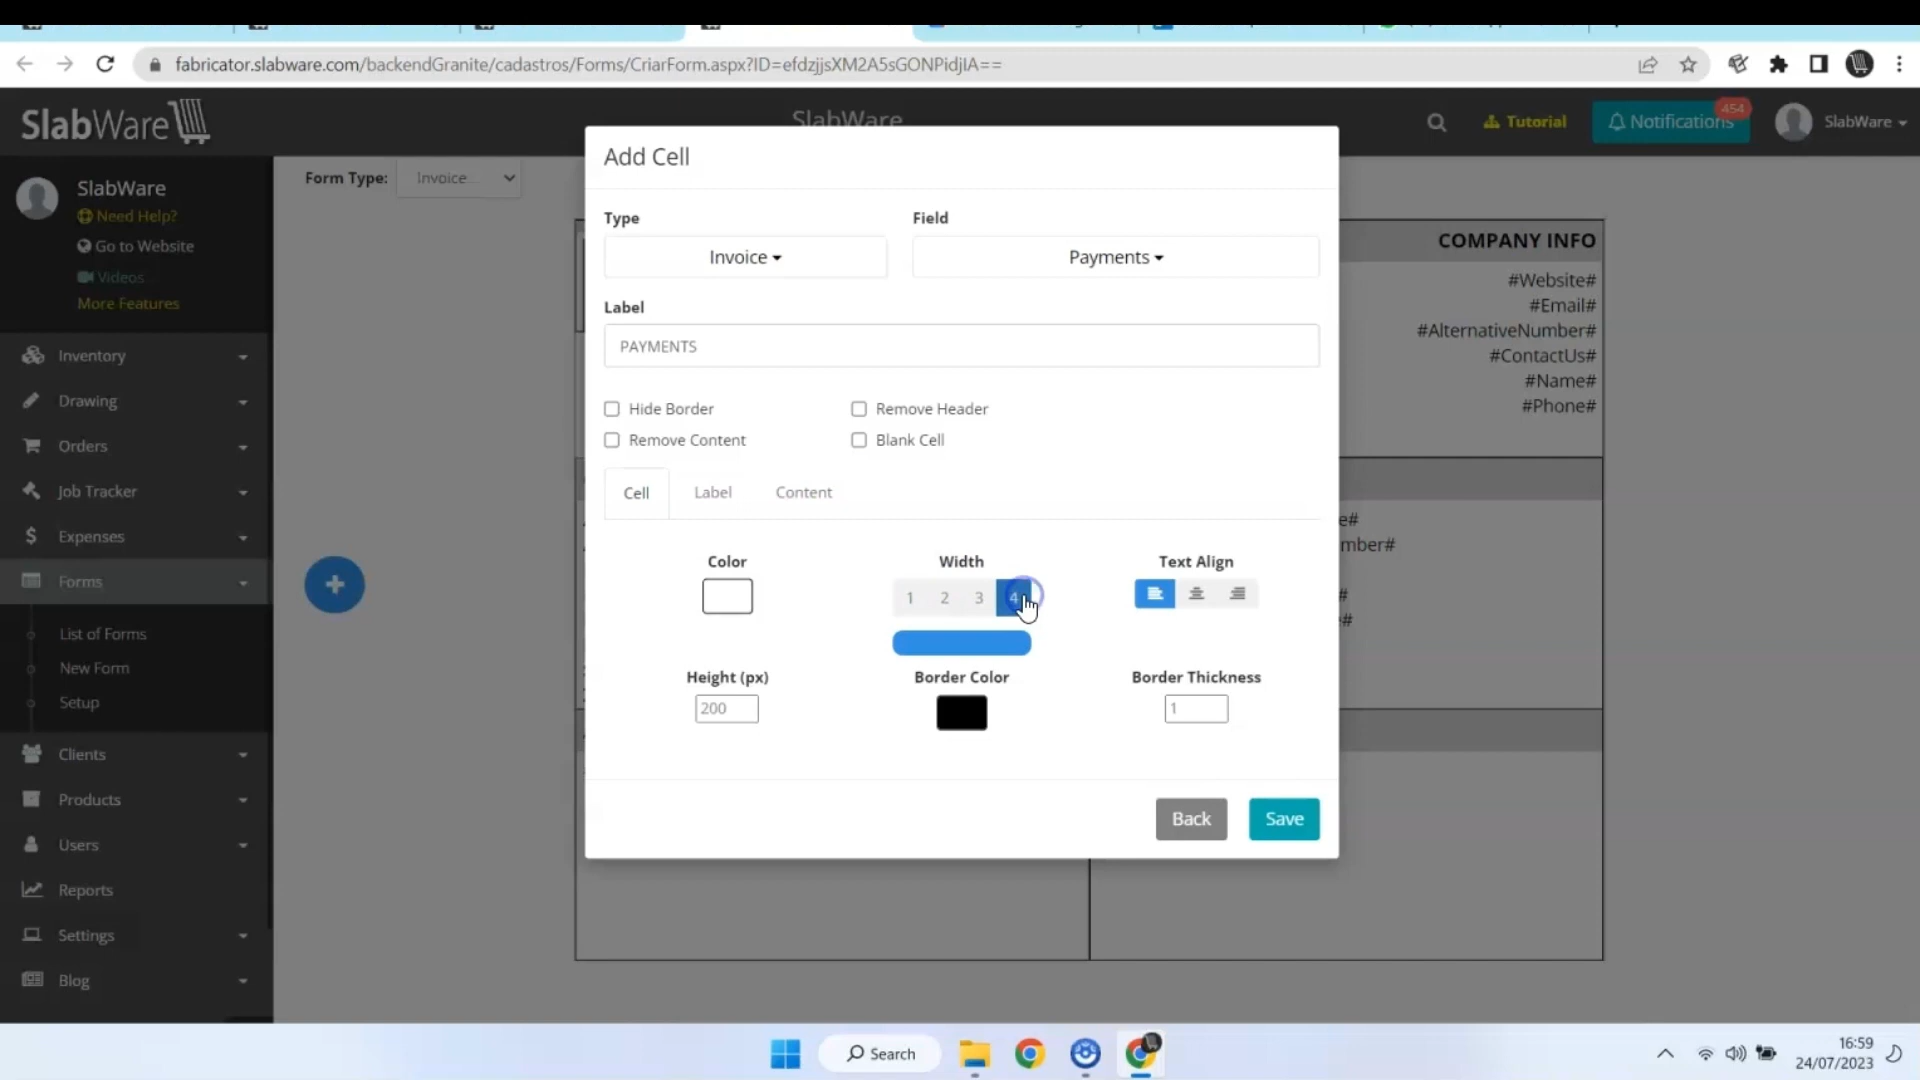 fabricator.slabware.com/backendGranite/cadastros/Forms/CriarForm.aspx?ID=efdzjjsXM2A5sGONPidjIA==
SlabWare
SlabWare
Tutorial
Notifications
454
SlabWare
SlabWare
Need Help?
Go to Website
Videos
More Features
Inventory
Drawing
Orders
Job Tracker
Expenses
Forms
List of Forms
New Form
Setup
Clients
Products
Users
Reports
Settings
Blog
Form Type:
Invoice
Add Cell
Type
Field
Invoice
Payments
Label
PAYMENTS
Hide Border
Remove Header
Remove Content
Blank Cell
Cell
Label
Content
Color
Width
Text Align
1 2 3 4
Height (px)
Border Color
Border Thickness
200
1
Back
Save
COMPANY INFO
#Website#
#Email#
#AlternativeNumber#
#ContactUs#
#Name#
#Phone#
e#
mber#
#
e#
Search
16:59
24/07/2023